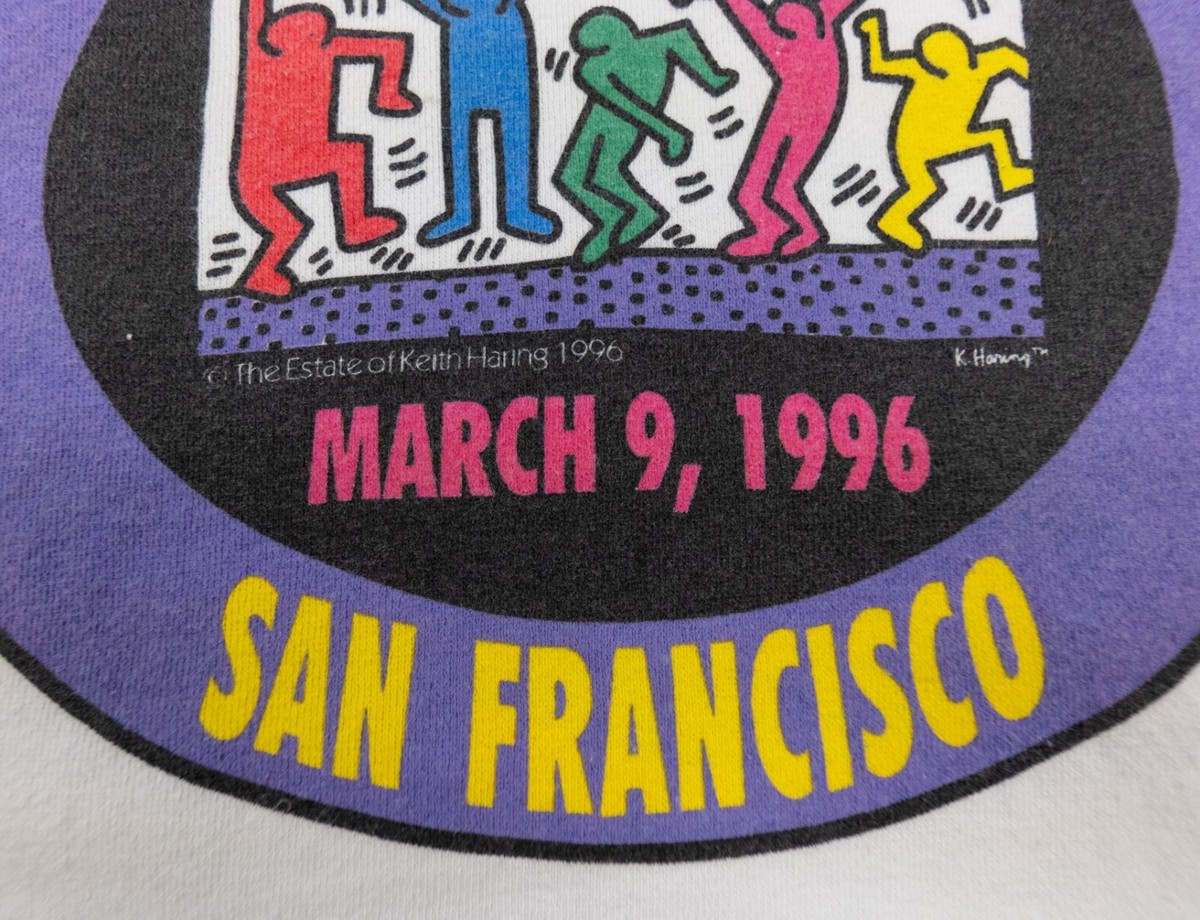 © The Estate of Keith Haring 1996
K. Haring™
MARCH 9, 1996
SAN FRANCISCO